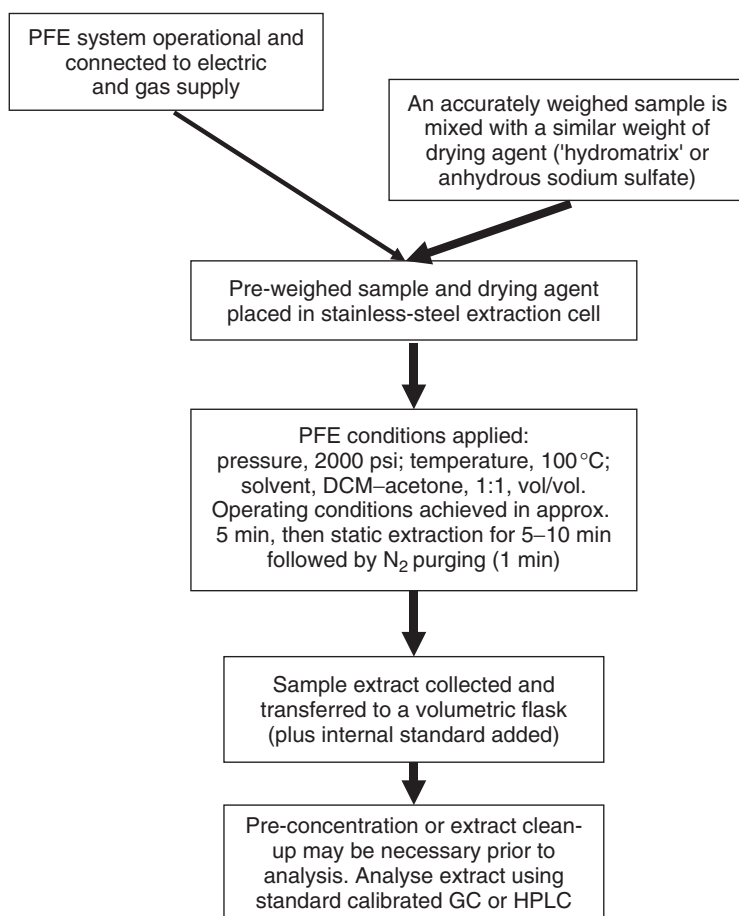 PFE system operational and
connected to electric
and gas supply
An accurately weighed sample is
mixed with a similar weight of
drying agent ('hydromatrix' or
anhydrous sodium sulfate)
Pre-weighed sample and drying agent
placed in stainless-steel extraction cell
PFE conditions applied:
pressure, 2000 psi; temperature, 100°C;
solvent, DCM–acetone, 1:1, vol/vol.
Operating conditions achieved in approx.
5 min, then static extraction for 5–10 min
followed by N₂ purging (1 min)
Sample extract collected and
transferred to a volumetric flask
(plus internal standard added)
Pre-concentration or extract clean-
up may be necessary prior to
analysis. Analyse extract using
standard calibrated GC or HPLC